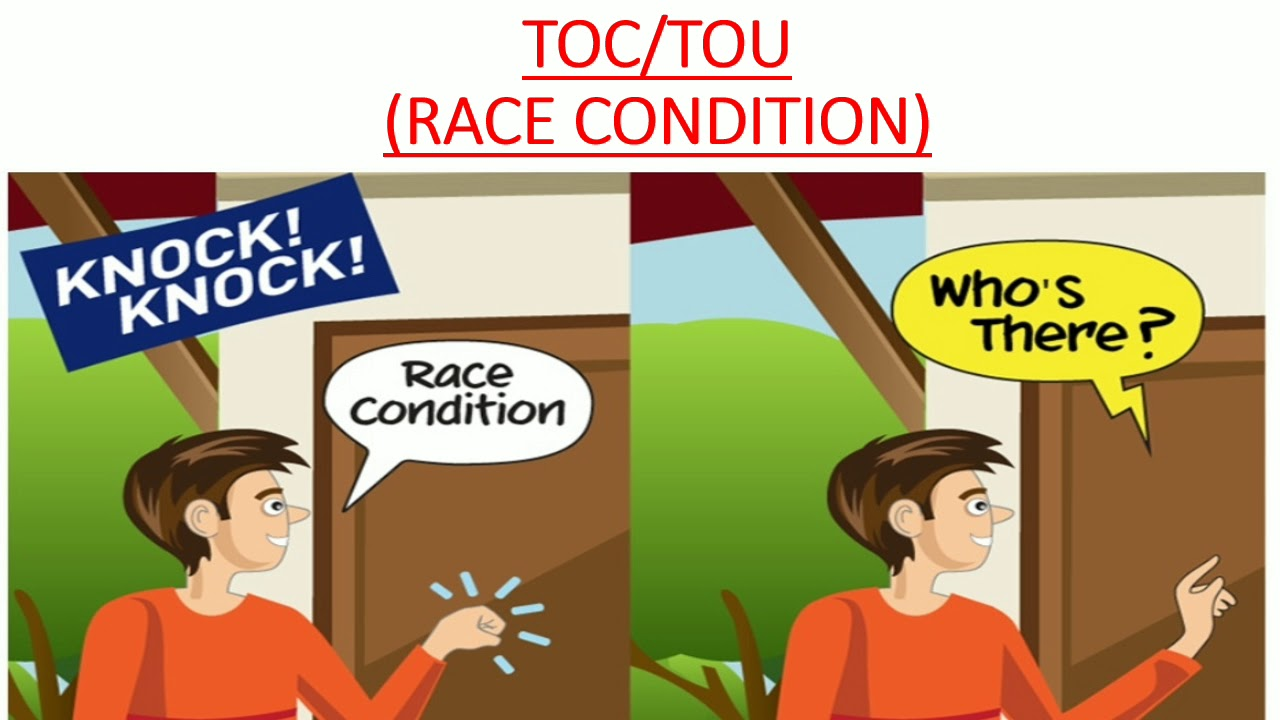 TOC/TOU
(RACE CONDITION)
KNOCK!
KNOCK!
Race
Condition
Who's
There?